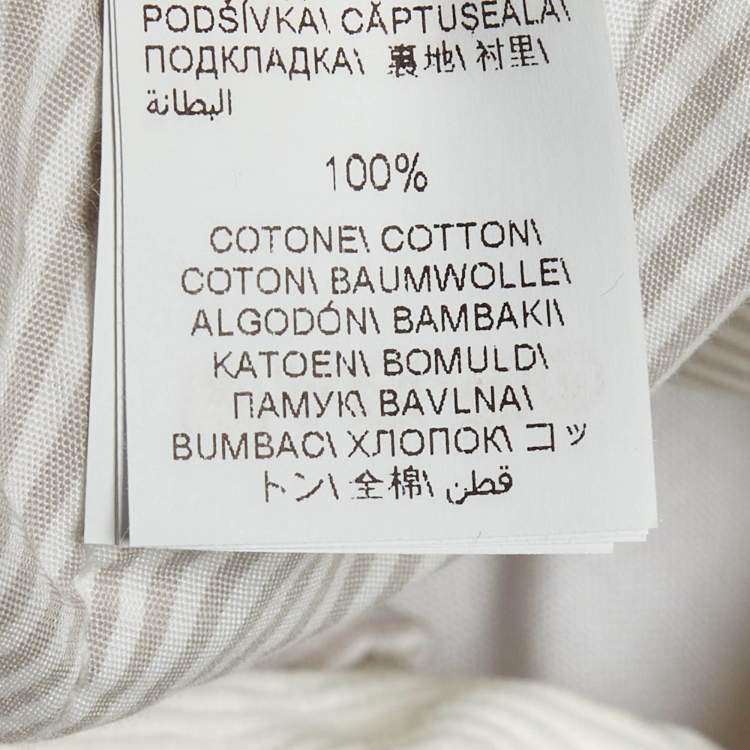 PODŠÍVKA\ CĂPTUŞEALĂ\
ПОДКЛАДКА\ 裏地\ 衬里\
البطانة
100%
COTONE\ COTTON\
COTON\ BAUMWOLLE\
ALGODÓN\ BAMBAKI\
KATOEN\ BOMULD\
ПАМУК\ BAVLNA\
BUMBAC\ ХЛОПОК\ コッ
トン\ 全棉\ قطن